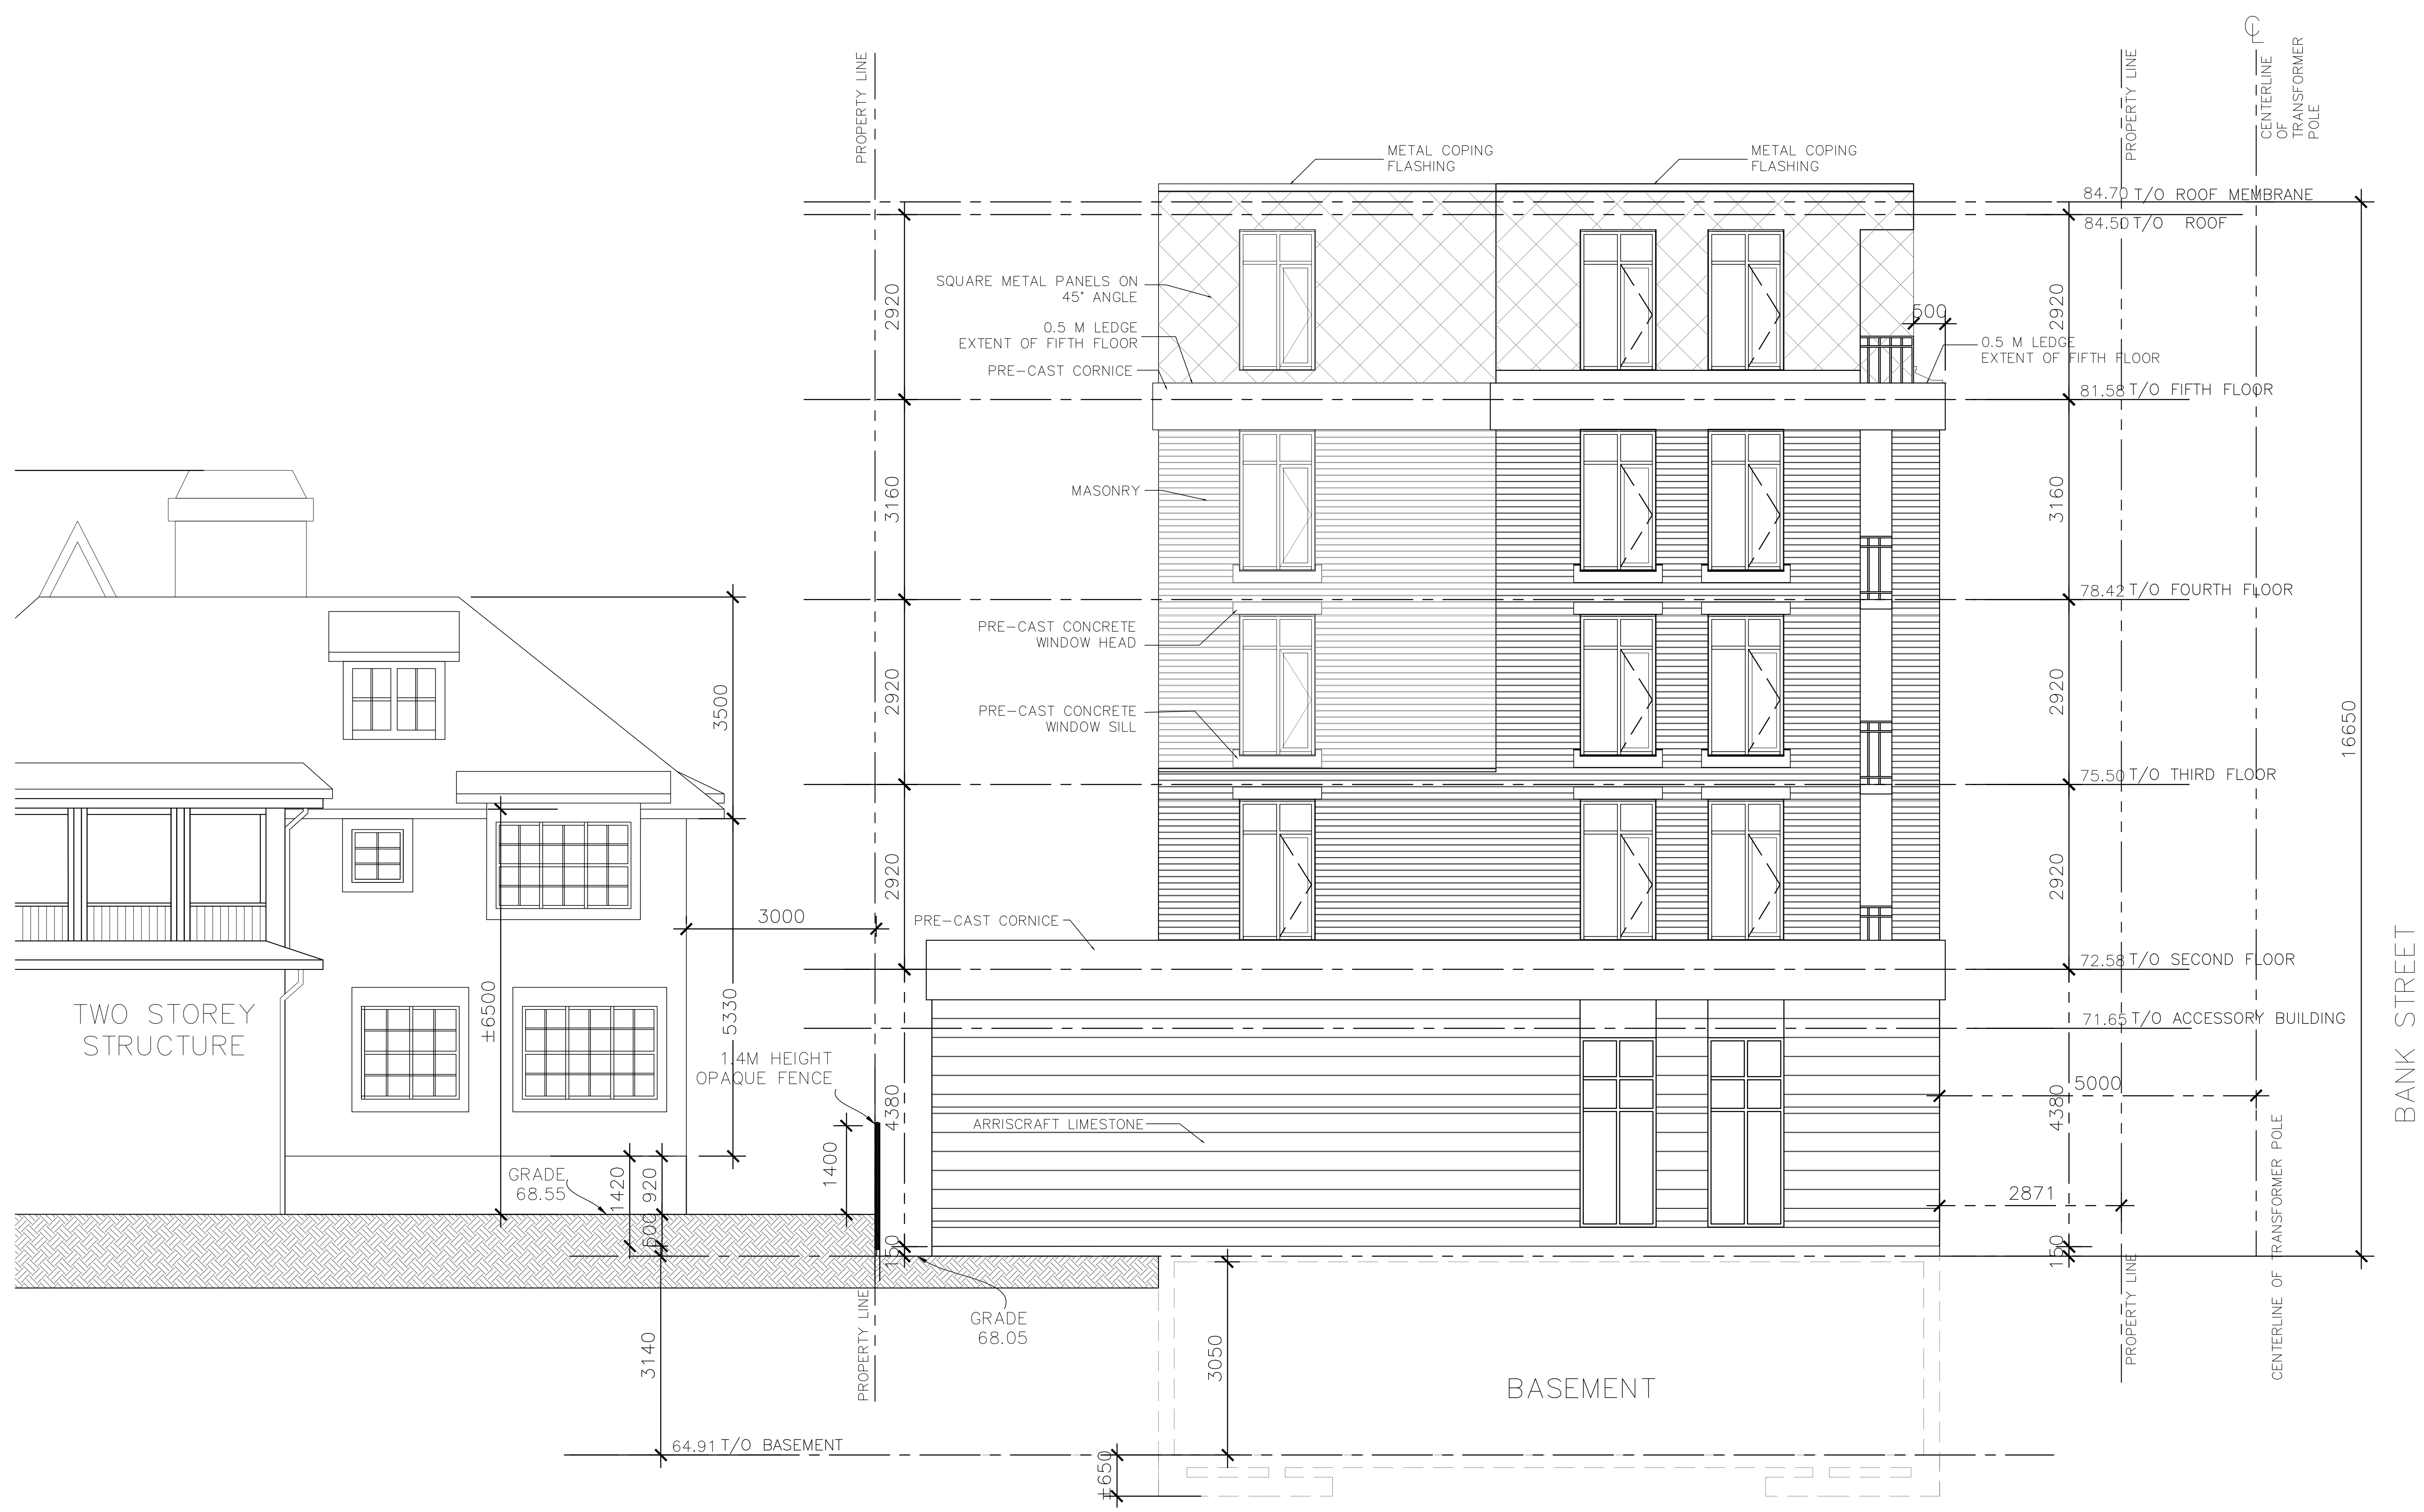 ℄
CENTERLINE
OF
TRANSFORMER
POLE
PROPERTY LINE
PROPERTY LINE
METAL COPING
FLASHING
METAL COPING
FLASHING
84.70 T/O ROOF MEMBRANE
84.50 T/O ROOF
SQUARE METAL PANELS ON
45° ANGLE
2920
2920
500
0.5 M LEDGE
EXTENT OF FIFTH FLOOR
0.5 M LEDGE
EXTENT OF FIFTH FLOOR
PRE-CAST CORNICE
81.58 T/O FIFTH FLOOR
MASONRY
3160
3160
78.42 T/O FOURTH FLOOR
PRE-CAST CONCRETE
WINDOW HEAD
3500
2920
2920
16650
PRE-CAST CONCRETE
WINDOW SILL
75.50 T/O THIRD FLOOR
2920
2920
3000
PRE-CAST CORNICE
72.58 T/O SECOND FLOOR
TWO STOREY
STRUCTURE
±6500
5330
71.65 T/O ACCESSORY BUILDING
BANK STREET
1.4M HEIGHT
OPAQUE FENCE
4380
4380
5000
ARRISCRAFT LIMESTONE
1400
GRADE
68.55
1420
920
500
2871
150
150
CENTERLINE OF TRANSFORMER POLE
PROPERTY LINE
PROPERTY LINE
GRADE
68.05
3140
3050
BASEMENT
64.91 T/O BASEMENT
±650